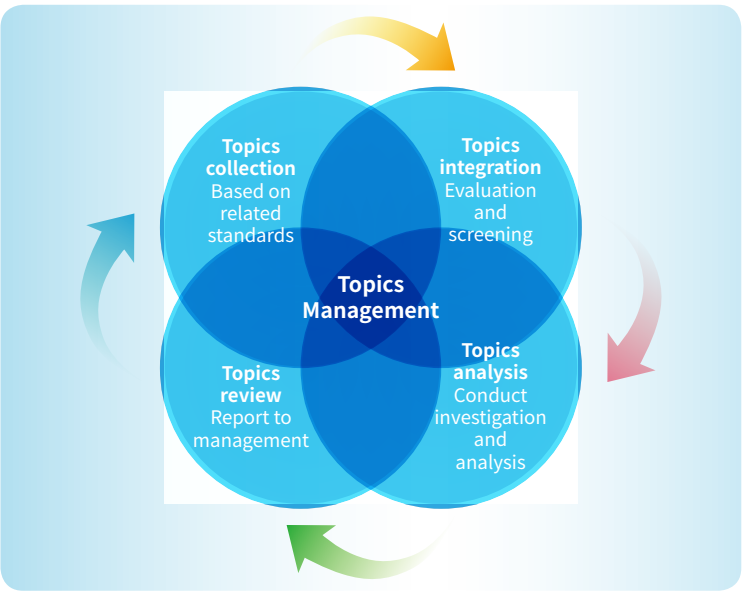 Topics
collection
Based on
related
standards
Topics
integration
Evaluation
and
screening
Topics
Management
Topics
review
Report to
management
Topics
analysis
Conduct
investigation
and
analysis